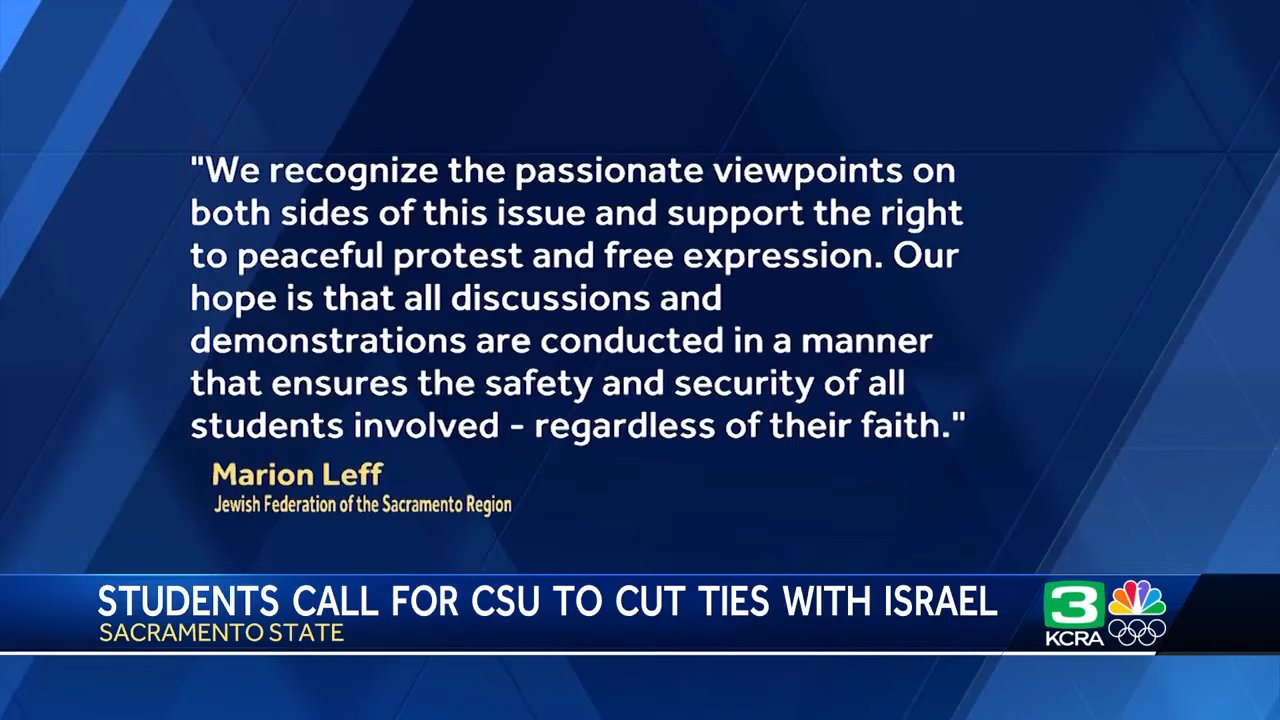 "We recognize the passionate viewpoints on
both sides of this issue and support the right
to peaceful protest and free expression. Our
hope is that all discussions and
demonstrations are conducted in a manner
that ensures the safety and security of all
students involved - regardless of their faith."
Marion Leff
Jewish Federation of the Sacramento Region
STUDENTS CALL FOR CSU TO CUT TIES WITH ISRAEL
SACRAMENTO STATE
3
KCRA